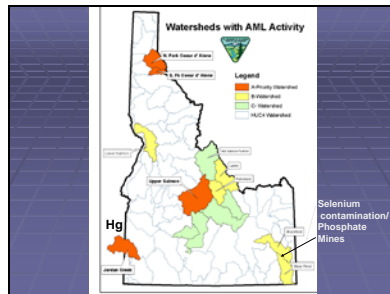 Watersheds with AML Activity
N. Fork Coeur d' Alene
S. Fk Coeur d' Alene
Legend
A-Priority Watershed
B-Watershed
C- Watershed
HUC4 Watershed
Upper Salmon
Hg
Jordan Creek
Selenium
contamination/
Phosphate
Mines